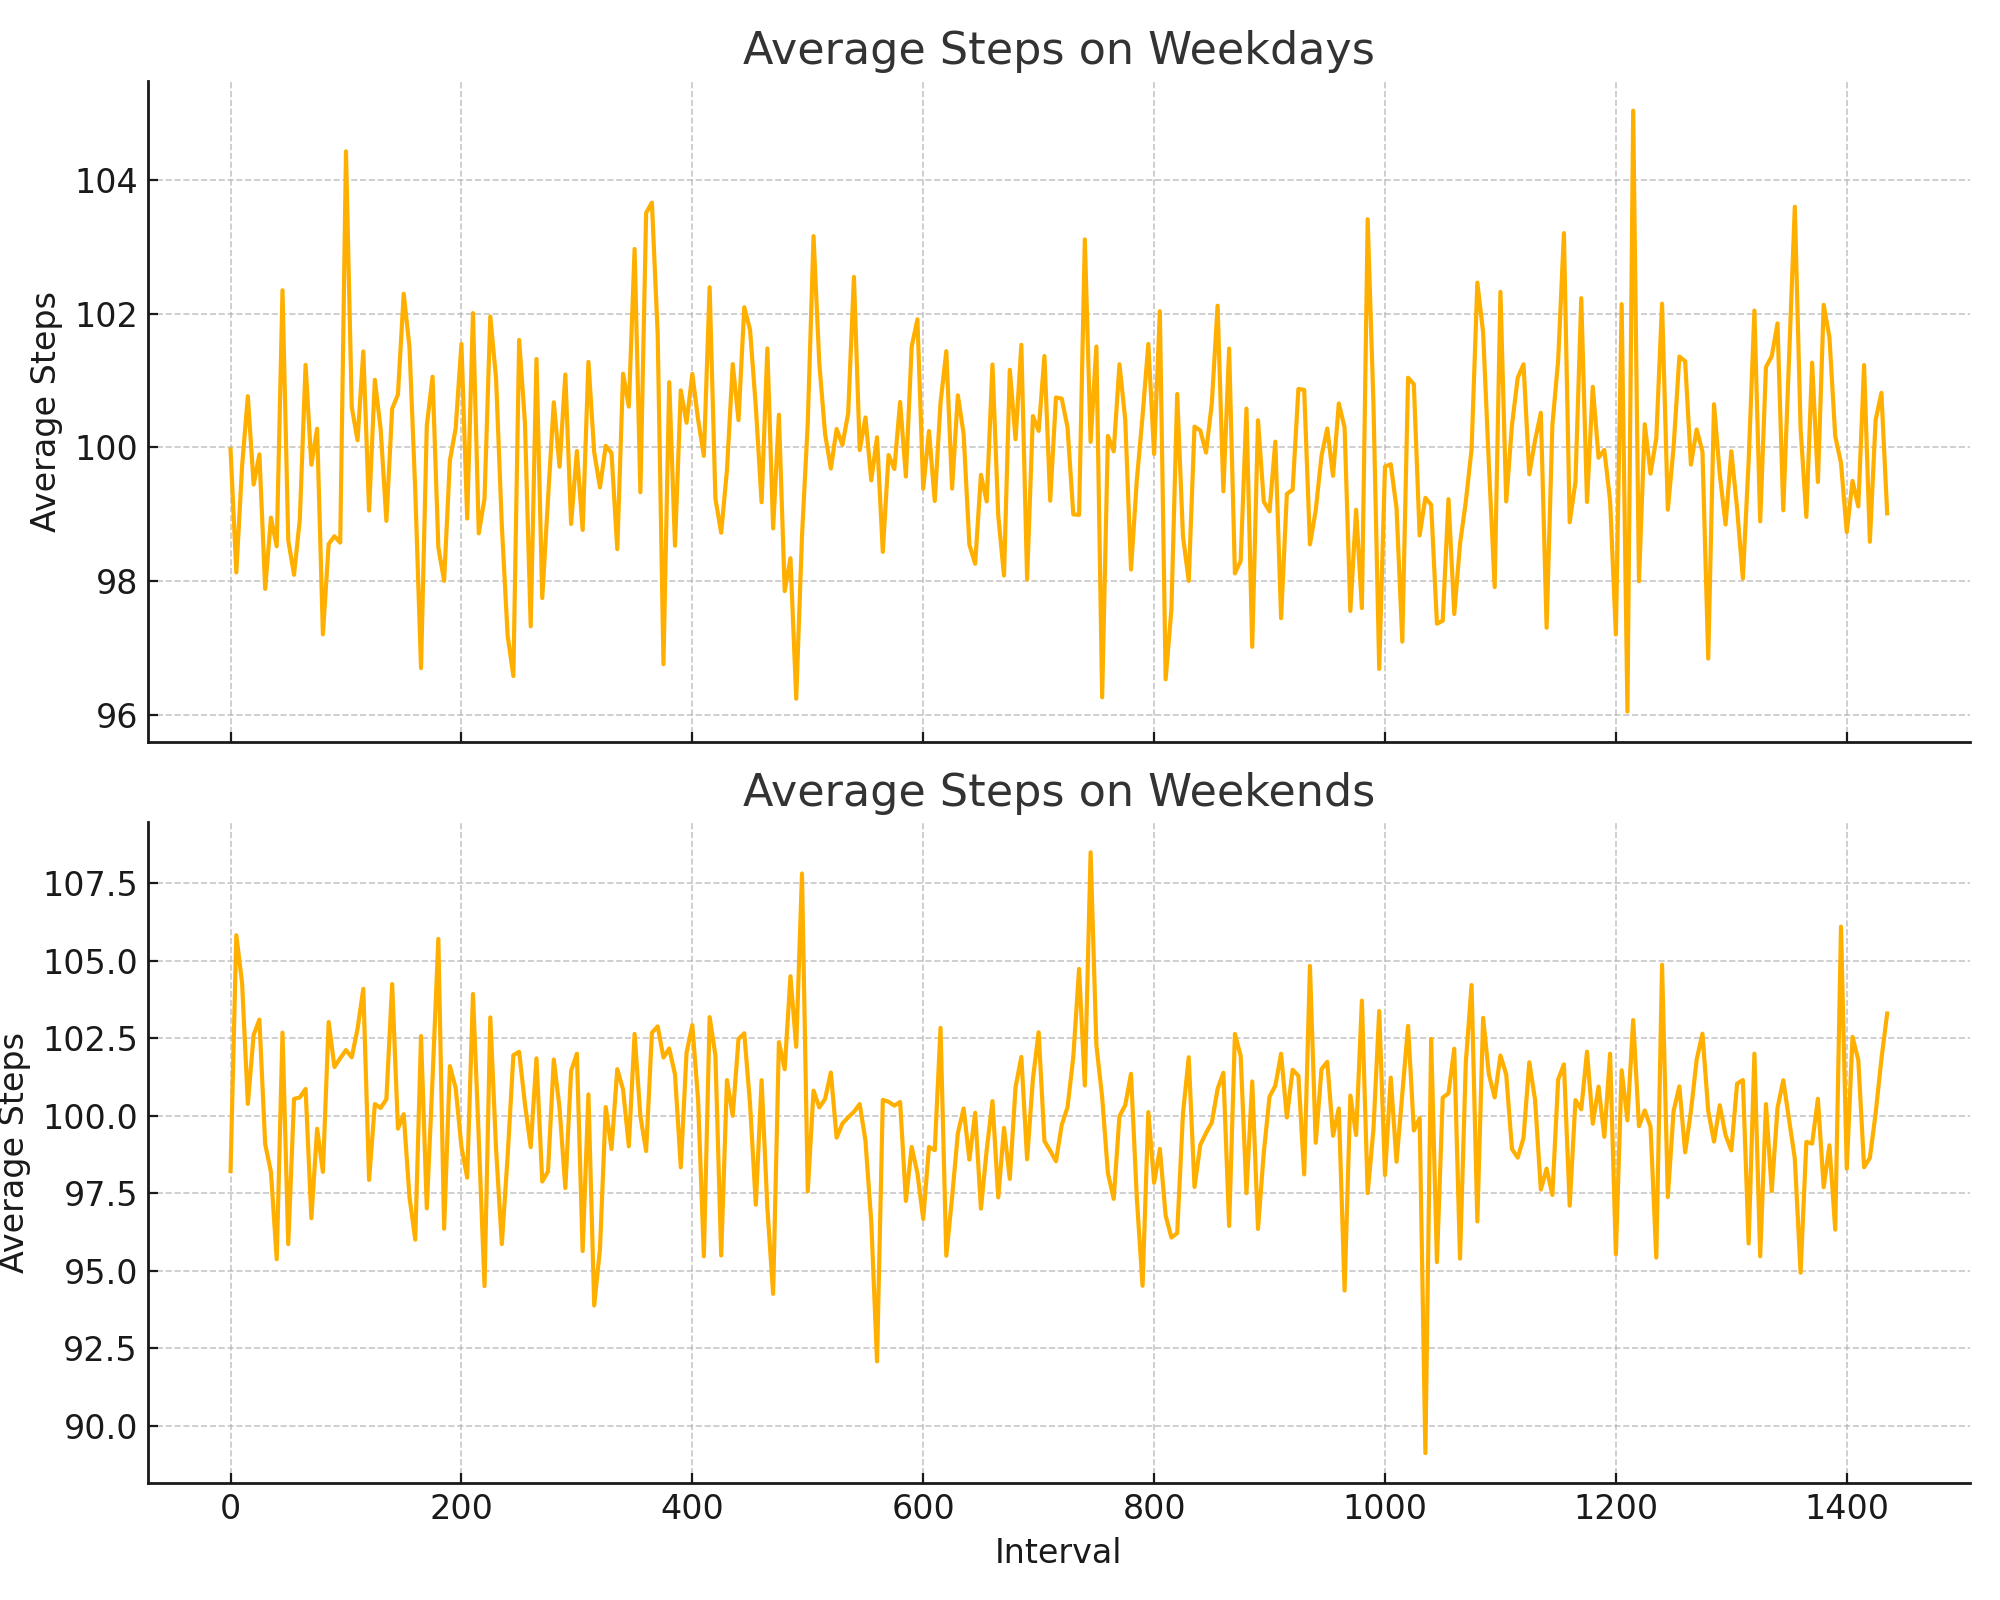 Average Steps on Weekdays
Average Steps
104
102
100
98
96
Average Steps on Weekends
Average Steps
107.5
105.0
102.5
100.0
97.5
95.0
92.5
90.0
0 200 400 600 800 1000 1200 1400
Interval